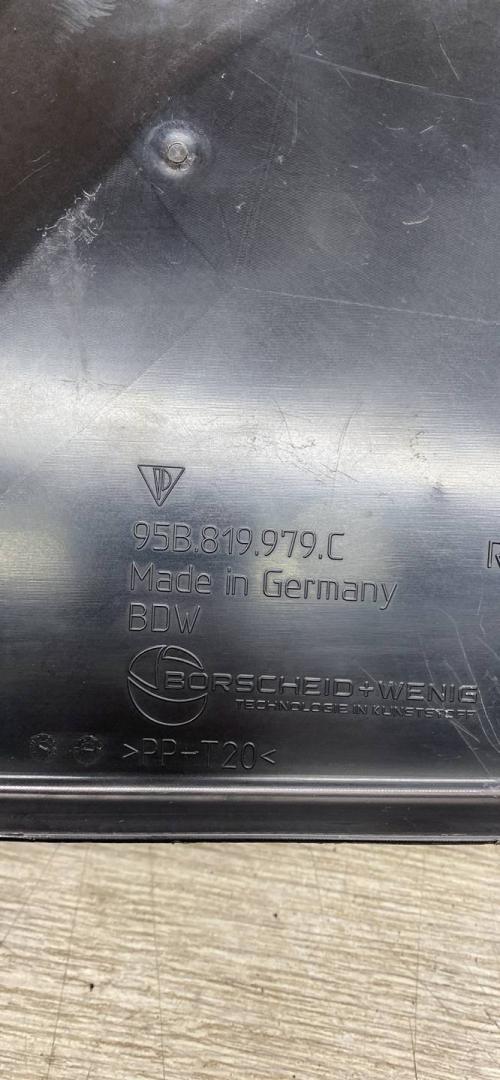 95B.819.979.C
R
Made in Germany
BDW
BORSCHEID+WENIG
TECHNOLOGIE IN KUNSTSTOFF
>PP-T20<